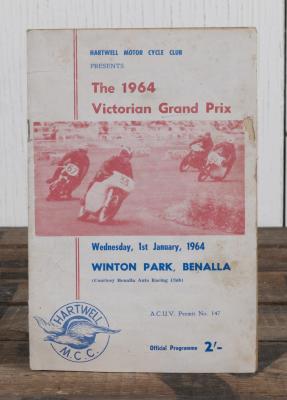 HARTWELL MOTOR CYCLE CLUB
PRESENTS
The 1964
Victorian Grand Prix
Wednesday, 1st January, 1964
WINTON PARK, BENALLA
(Courtesy Benalla Auto Racing Club)
A.C.U.V. Permit No. 147
HARTWELL
M.C.C.
Official Programme 2/-